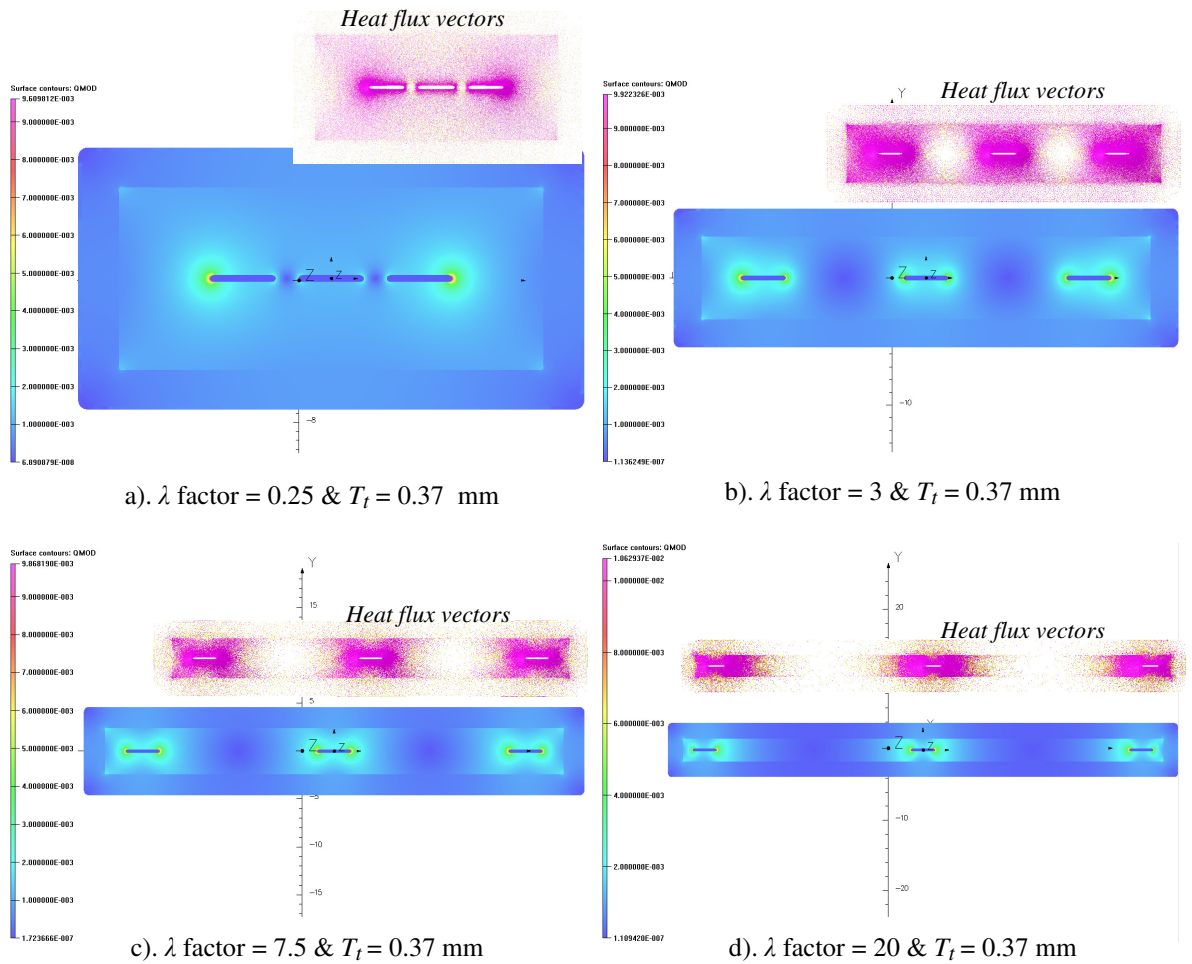 Heat flux vectors
Surface contours: QMOD
9.609812E-003
9.000000E-003
8.000000E-003
7.000000E-003
6.000000E-003
5.000000E-003
4.000000E-003
3.000000E-003
2.000000E-003
1.000000E-003
6.890879E-008
Z
z
-8
a). λ factor = 0.25 & Tt = 0.37 mm
Surface contours: QMOD
9.922326E-003
9.000000E-003
8.000000E-003
7.000000E-003
6.000000E-003
5.000000E-003
4.000000E-003
3.000000E-003
2.000000E-003
1.000000E-003
1.136249E-007
Y
Heat flux vectors
Z
z
-10
b). λ factor = 3 & Tt = 0.37 mm
Surface contours: QMOD
9.868190E-003
9.000000E-003
8.000000E-003
7.000000E-003
6.000000E-003
5.000000E-003
4.000000E-003
3.000000E-003
2.000000E-003
1.000000E-003
1.723666E-007
Y
15
Heat flux vectors
5
Z
z
-5
-10
-15
c). λ factor = 7.5 & Tt = 0.37 mm
Surface contours: QMOD
1.062937E-002
1.000000E-002
8.000000E-003
6.000000E-003
4.000000E-003
2.000000E-003
1.109420E-007
Y
20
Heat flux vectors
Y
Z
z
-10
-20
d). λ factor = 20 & Tt = 0.37 mm